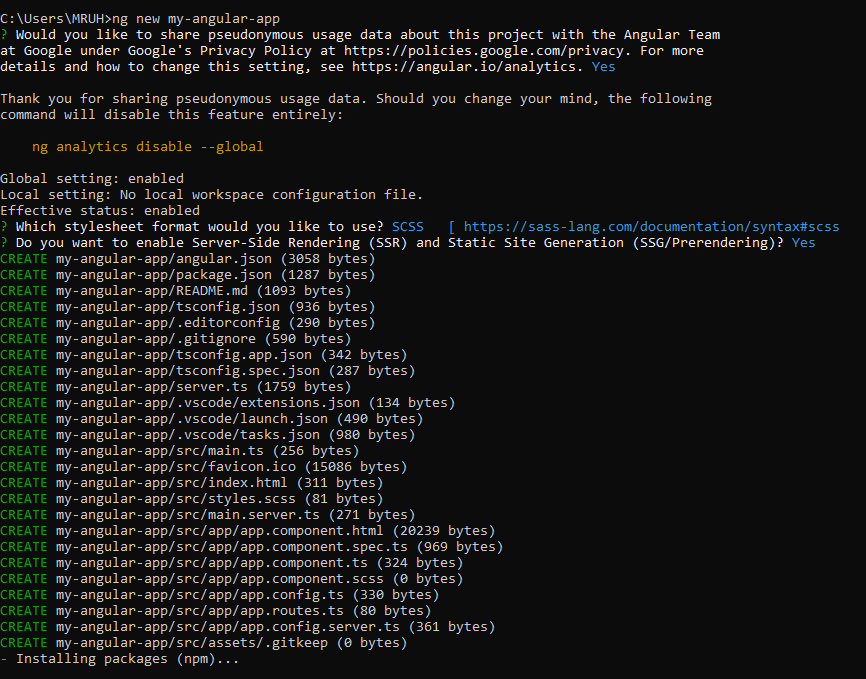 C:\Users\MRUH>ng new my-angular-app
? Would you like to share pseudonymous usage data about this project with the Angular Team
at Google under Google's Privacy Policy at https://policies.google.com/privacy. For more
details and how to change this setting, see https://angular.io/analytics. Yes
Thank you for sharing pseudonymous usage data. Should you change your mind, the following
command will disable this feature entirely:
ng analytics disable --global
Global setting: enabled
Local setting: No local workspace configuration file.
Effective status: enabled
? Which stylesheet format would you like to use? SCSS [ https://sass-lang.com/documentation/syntax#scss
? Do you want to enable Server-Side Rendering (SSR) and Static Site Generation (SSG/Prerendering)? Yes
CREATE my-angular-app/angular.json (3058 bytes)
CREATE my-angular-app/package.json (1287 bytes)
CREATE my-angular-app/README.md (1093 bytes)
CREATE my-angular-app/tsconfig.json (936 bytes)
CREATE my-angular-app/.editorconfig (290 bytes)
CREATE my-angular-app/.gitignore (590 bytes)
CREATE my-angular-app/tsconfig.app.json (342 bytes)
CREATE my-angular-app/tsconfig.spec.json (287 bytes)
CREATE my-angular-app/server.ts (1759 bytes)
CREATE my-angular-app/.vscode/extensions.json (134 bytes)
CREATE my-angular-app/.vscode/launch.json (490 bytes)
CREATE my-angular-app/.vscode/tasks.json (980 bytes)
CREATE my-angular-app/src/main.ts (256 bytes)
CREATE my-angular-app/src/favicon.ico (15086 bytes)
CREATE my-angular-app/src/index.html (311 bytes)
CREATE my-angular-app/src/styles.scss (81 bytes)
CREATE my-angular-app/src/main.server.ts (271 bytes)
CREATE my-angular-app/src/app/app.component.html (20239 bytes)
CREATE my-angular-app/src/app/app.component.spec.ts (969 bytes)
CREATE my-angular-app/src/app/app.component.ts (324 bytes)
CREATE my-angular-app/src/app/app.component.scss (0 bytes)
CREATE my-angular-app/src/app/app.config.ts (330 bytes)
CREATE my-angular-app/src/app/app.routes.ts (80 bytes)
CREATE my-angular-app/src/app/app.config.server.ts (361 bytes)
CREATE my-angular-app/src/assets/.gitkeep (0 bytes)
- Installing packages (npm)...